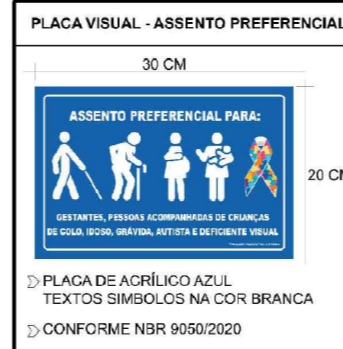 PLACA VISUAL - ASSENTO PREFERENCIAL
30 CM
ASSENTO PREFERENCIAL PARA:
20 CM
GESTANTES, PESSOAS ACOMPANHADAS DE CRIANÇAS
DE COLO, IDOSO, GRÁVIDA, AUTISTA E DEFICIENTE VISUAL
PLACA DE ACRÍLICO AZUL
TEXTOS SIMBOLOS NA COR BRANCA
CONFORME NBR 9050/2020